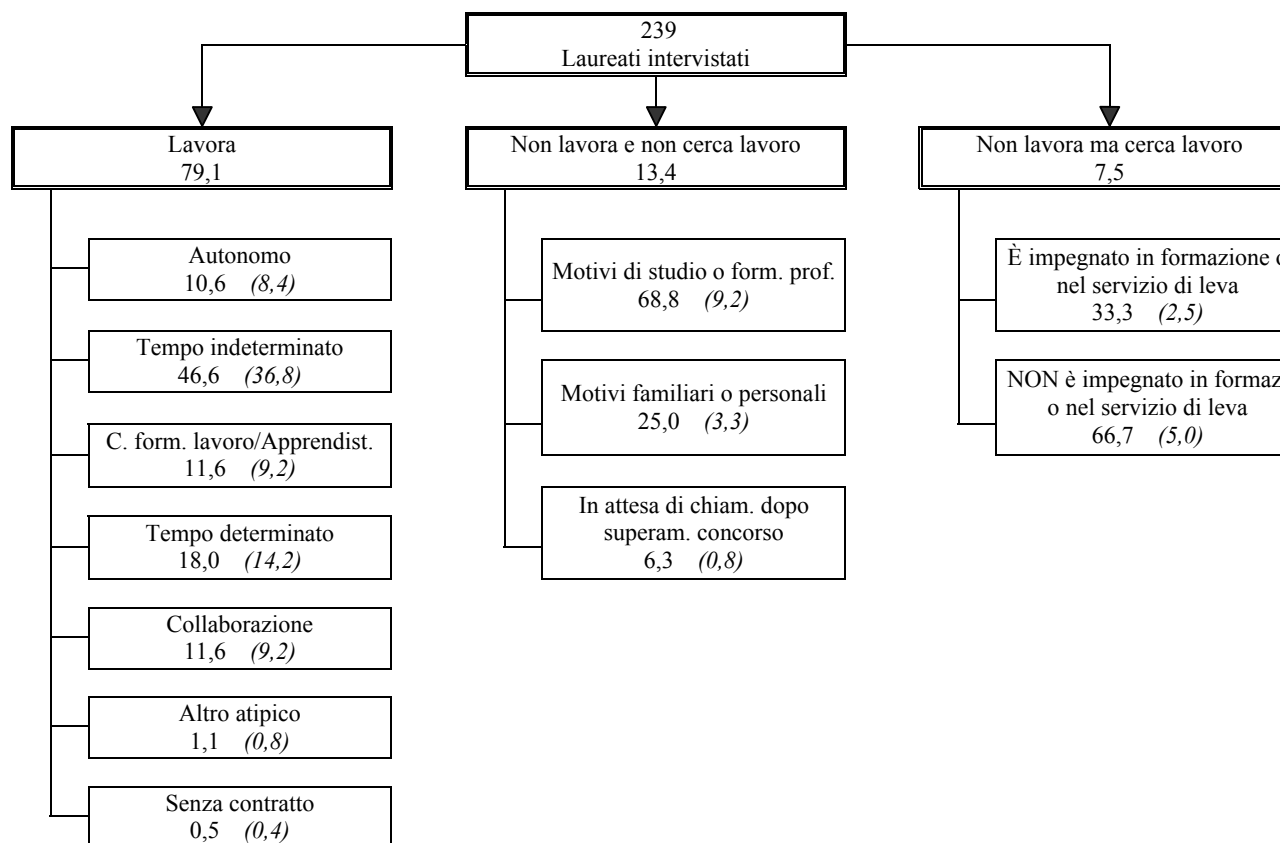 239
Laureati intervistati
Lavora
79,1
Autonomo
10,6 (8,4)
Tempo indeterminato
46,6 (36,8)
C. form. lavoro/Apprendist.
11,6 (9,2)
Tempo determinato
18,0 (14,2)
Collaborazione
11,6 (9,2)
Altro atipico
1,1 (0,8)
Senza contratto
0,5 (0,4)
Non lavora e non cerca lavoro
13,4
Motivi di studio o form. prof.
68,8 (9,2)
Motivi familiari o personali
25,0 (3,3)
In attesa di chiam. dopo
superam. concorso
6,3 (0,8)
Non lavora ma cerca lavoro
7,5
È impegnato in formazione
nel servizio di leva
33,3 (2,5)
NON è impegnato in
o nel servizio di leva
66,7 (5,0)